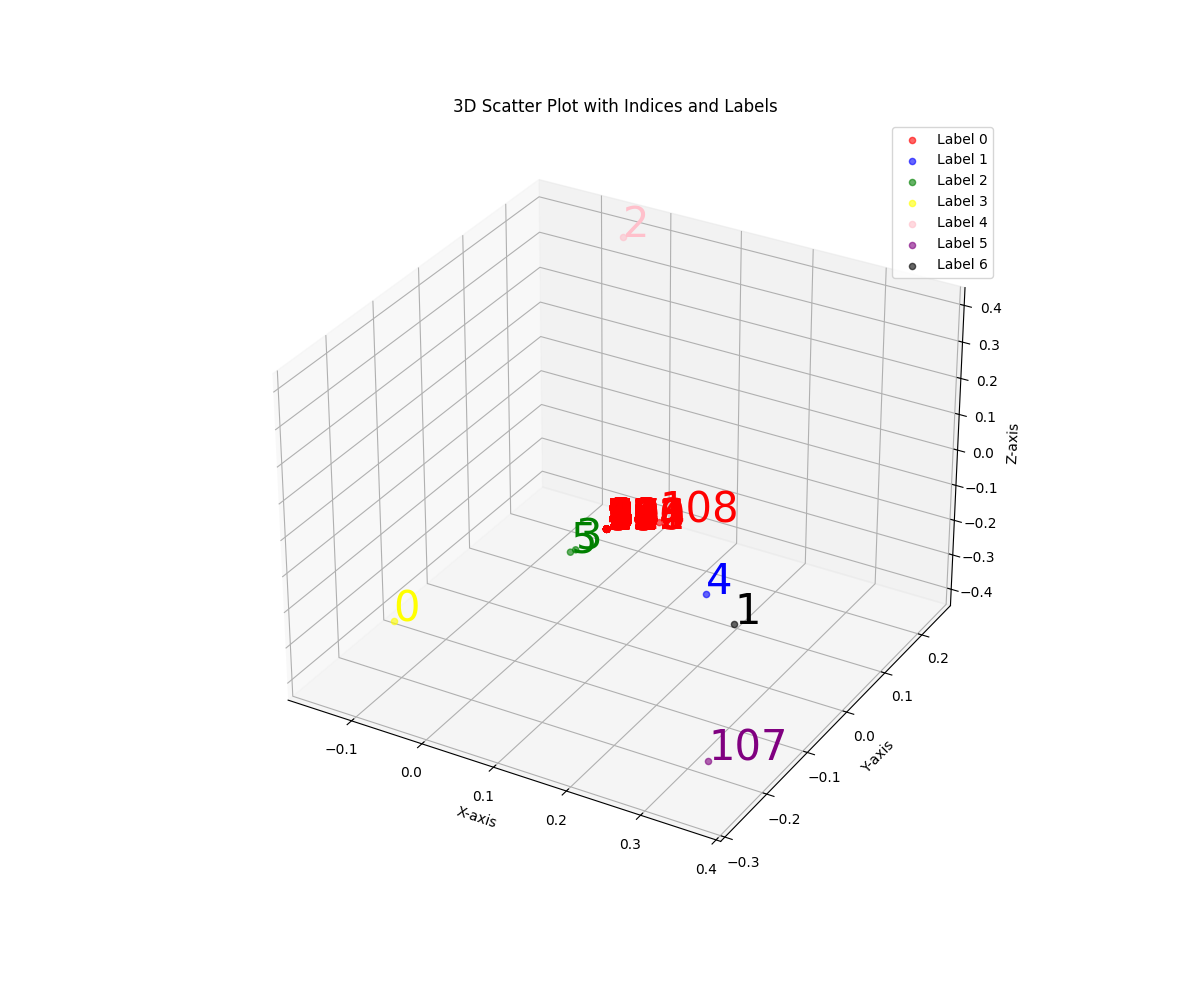 3D Scatter Plot with Indices and Labels
Label 0
Label 1
Label 2
Label 3
Label 4
Label 5
Label 6
2
108
3
5
4
1
0
107
0.4
0.3
0.2
0.1
0.0
−0.1
−0.2
−0.3
−0.4
Z-axis
−0.1
0.0
0.1
0.2
0.3
0.4
X-axis
−0.3
−0.2
−0.1
0.0
0.1
0.2
Y-axis